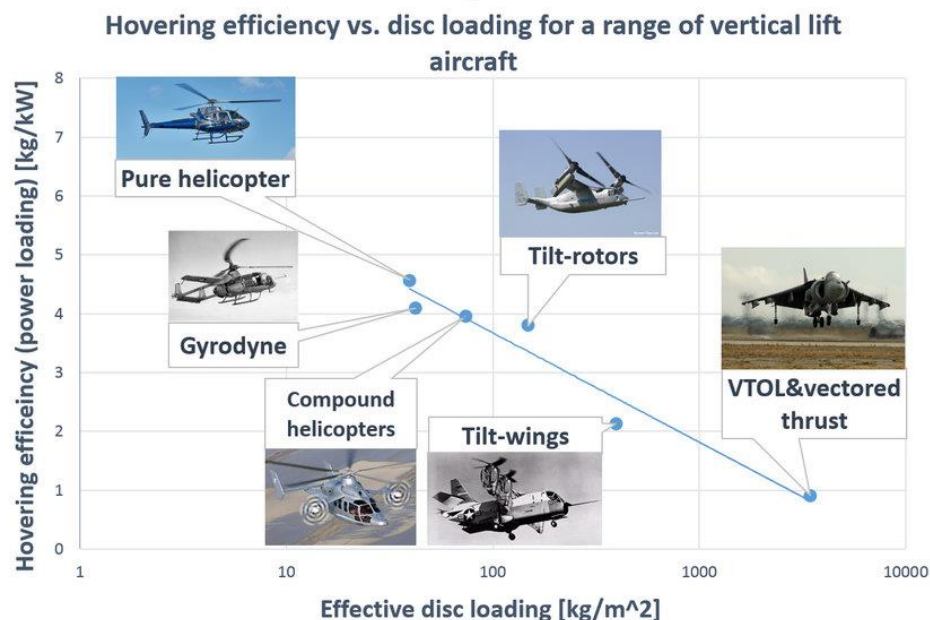 Hovering efficiency vs. disc loading for a range of vertical lift
aircraft
Hovering efficeincy (power loading) [kg/kW]
8
7
6
5
4
3
2
1
0
Pure helicopter
Gyrodyne
Compound
helicopters
Tilt-wings
Tilt-rotors
VTOL&vectored
thrust
1
10
100
1000
10000
Effective disc loading [kg/m^2]